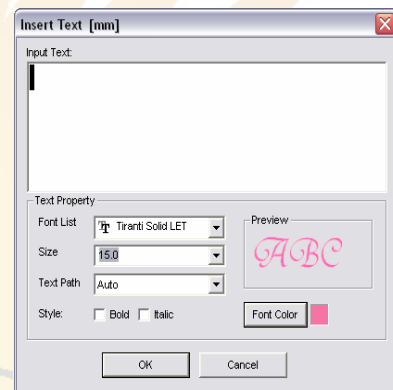 Insert Text [mm]
Input Text:
Text Property
Font List
Tiranti Solid LET
Preview
ABC
Size
15.0
Text Path
Auto
Style:
Bold
Italic
Font Color
OK
Cancel